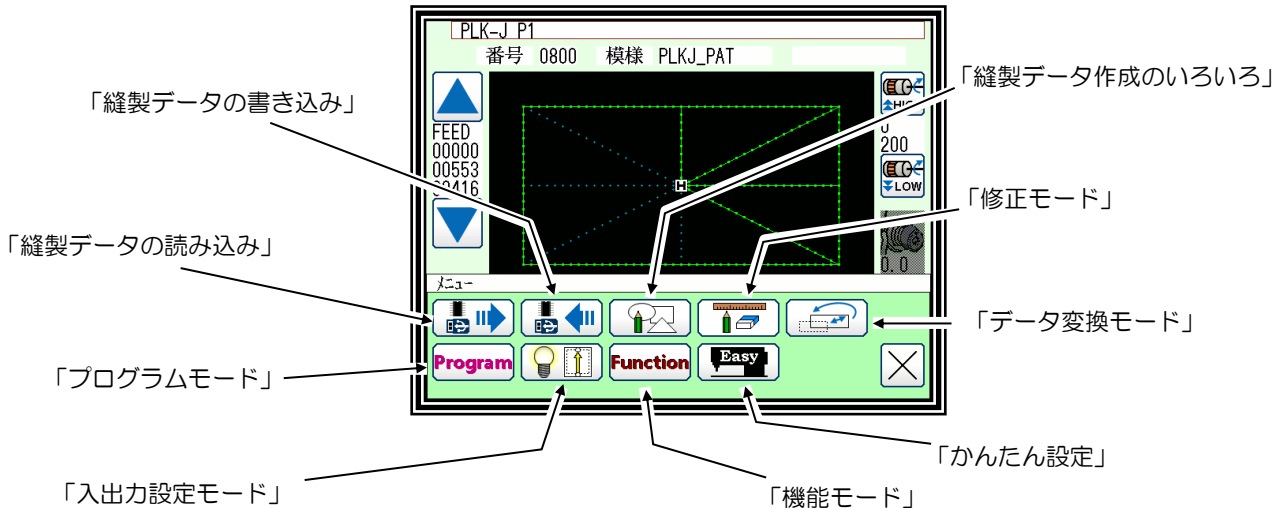 PLK-J P1
番号 0800 模様 PLKJ_PAT
「縫製データ作成のいろいろ」
「縫製データの書き込み」
FEED
00000
00553
200
LOW
「修正モード」
「縫製データの読み込み」
0.0
メニュー
「データ変換モード」
Program
Function
Easy
「プログラムモード」
「かんたん設定」
「入出力設定モード」
「機能モード」